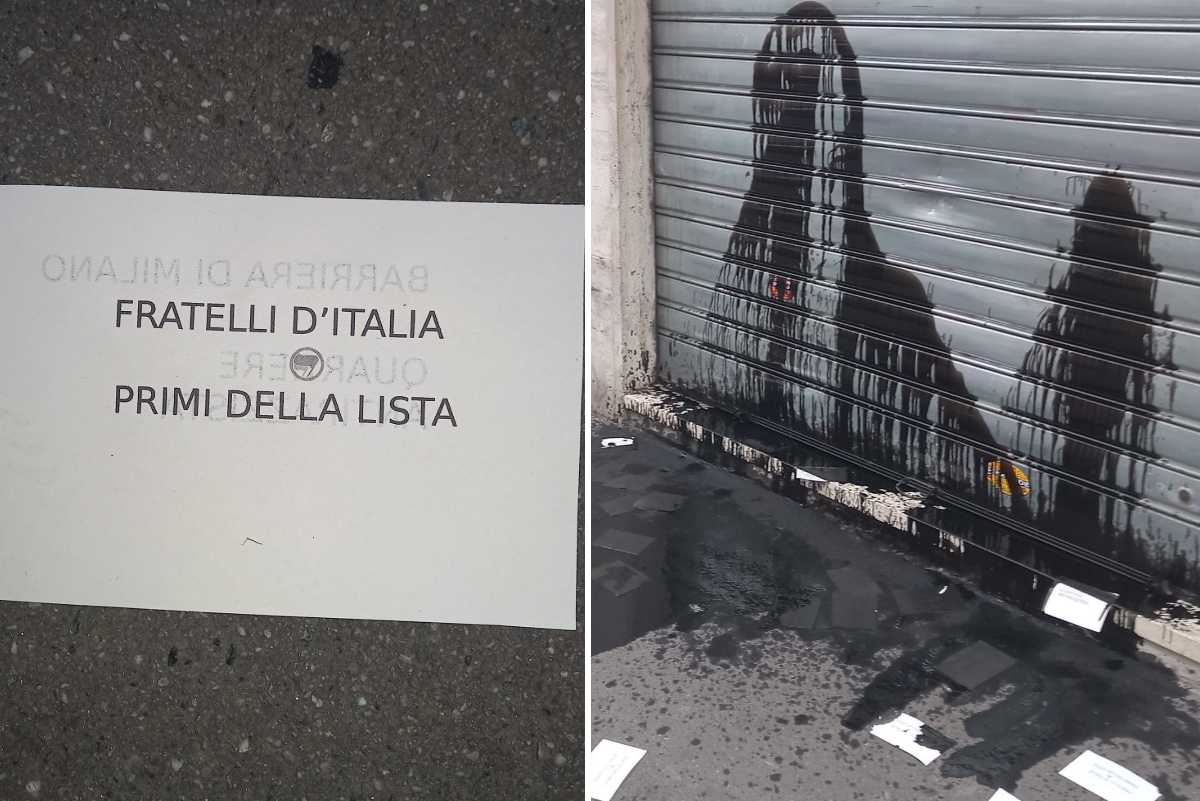 BARRIERA DI MILANO
FRATELLI D'ITALIA
QUARTIERE
PRIMI DELLA LISTA